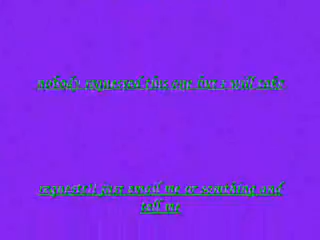 nobody requested this one but i will take
requests!! just email me or something and
tell me